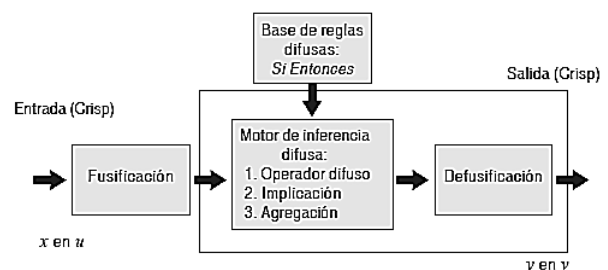 Base de reglas
difusas:
Si Entonces
Salida (Crisp)
Entrada (Crisp)
Motor de inferencia
difusa:
1. Operador difuso
2. Implicación
3. Agregación
Fusificación
Defusificación
x en u
y en v